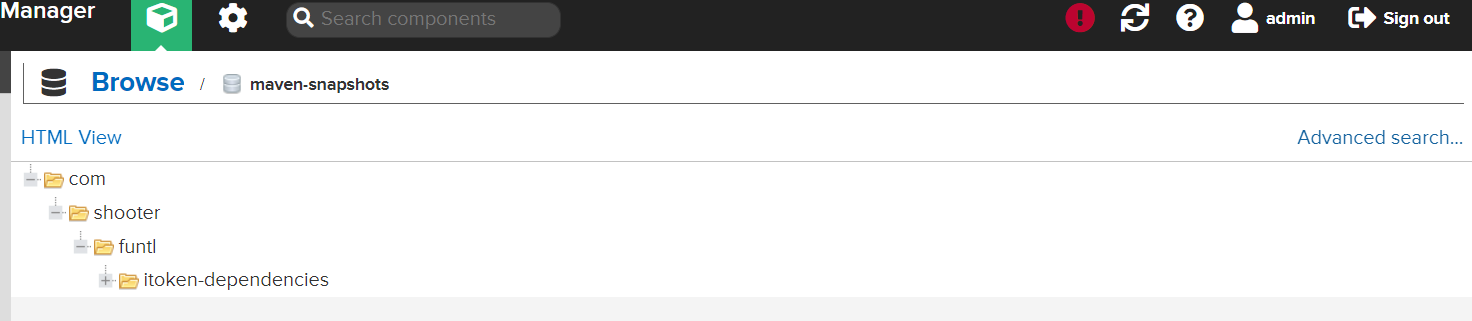 Manager
Search components
admin
Sign out
Browse / maven-snapshots
HTML View
Advanced search...
com
shooter
funtl
itoken-dependencies